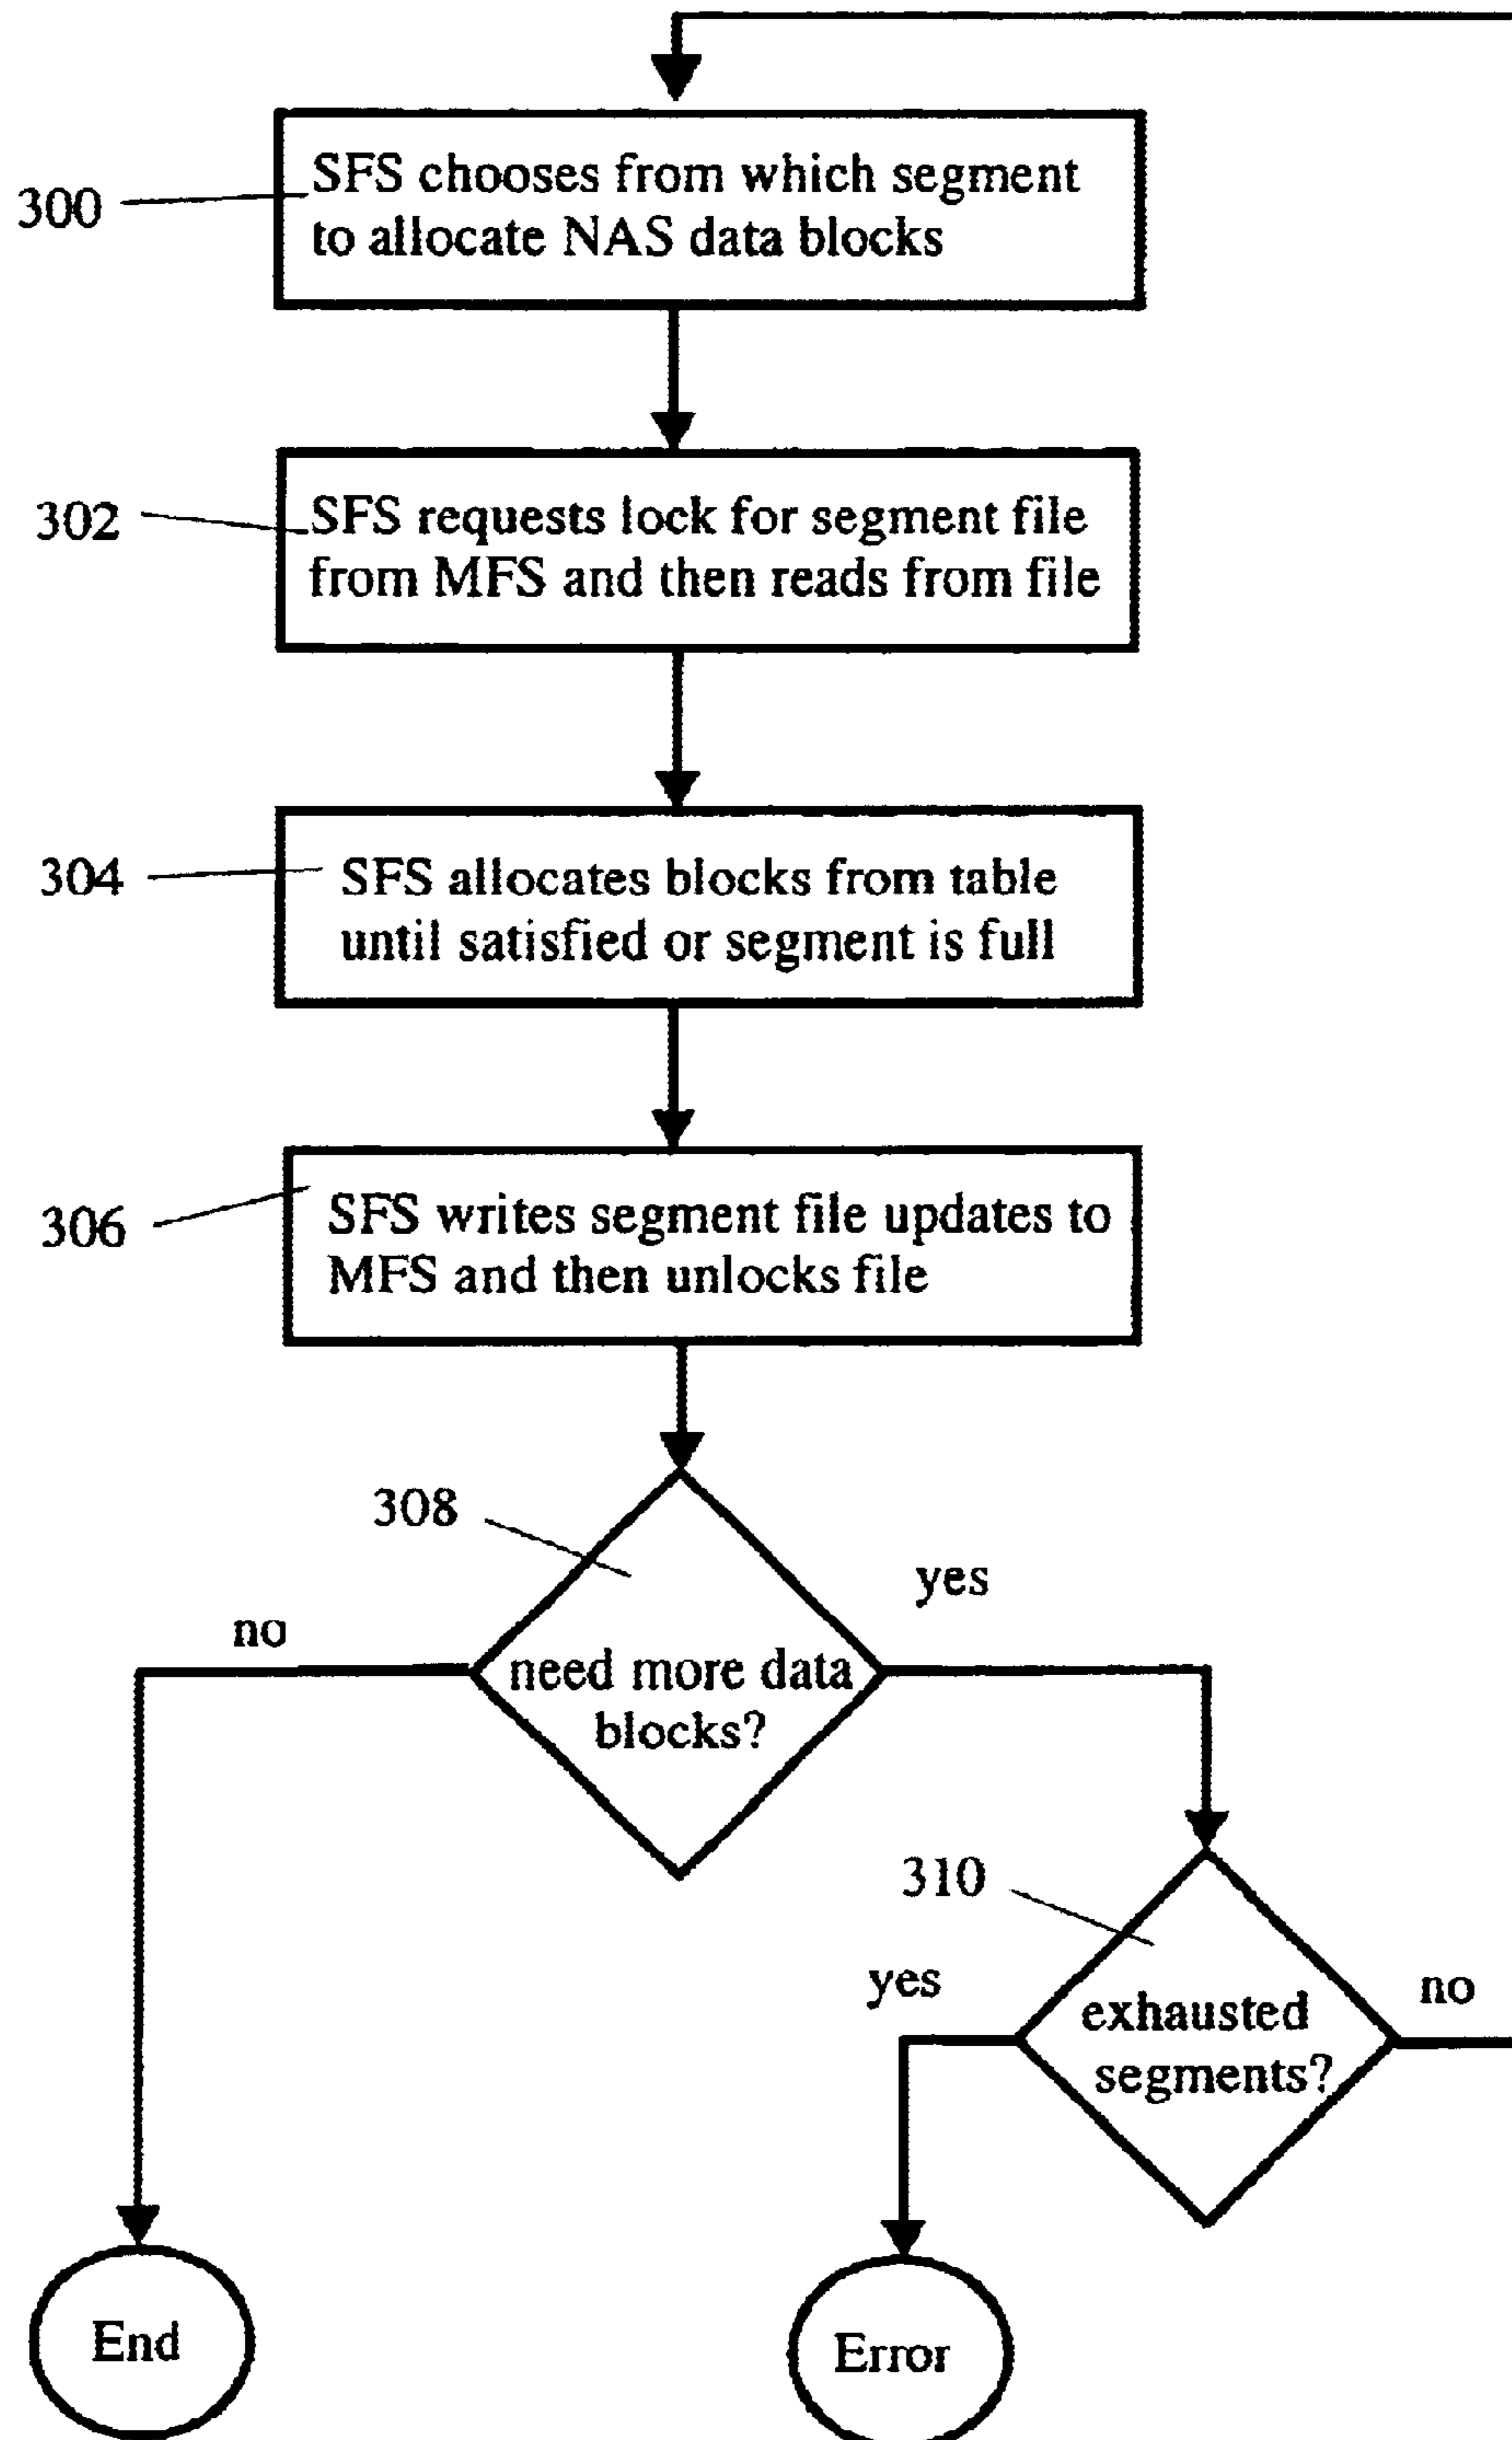 300
SFS chooses from which segment
to allocate NAS data blocks
302
SFS requests lock for segment file
from MFS and then reads from file
304
SFS allocates blocks from table
until satisfied or segment is full
306
SFS writes segment file updates to
MFS and then unlocks file
308
no
yes
need more data
blocks?
310
yes
no
exhausted
segments?
End
Error